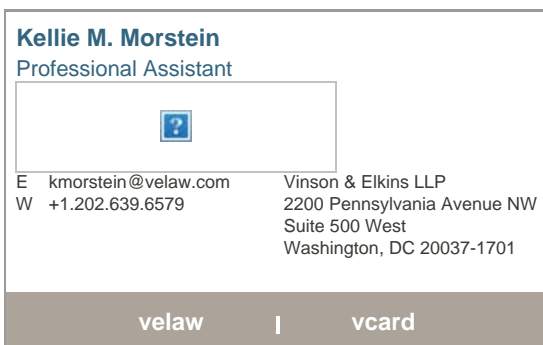 Kellie M. Morstein
Professional Assistant
?
E kmorstein@velaw.com
W +1.202.639.6579
Vinson & Elkins LLP
2200 Pennsylvania Avenue NW
Suite 500 West
Washington, DC 20037-1701
velaw | vcard